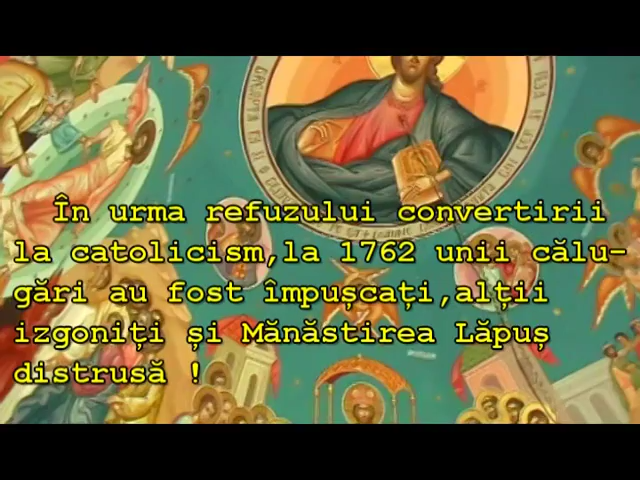 În urma refuzului convertirii
la catolicism,la 1762 unii călu-
gări au fost împușcați,alții
izgoniți și Mănăstirea Lăpuș
distrusă !